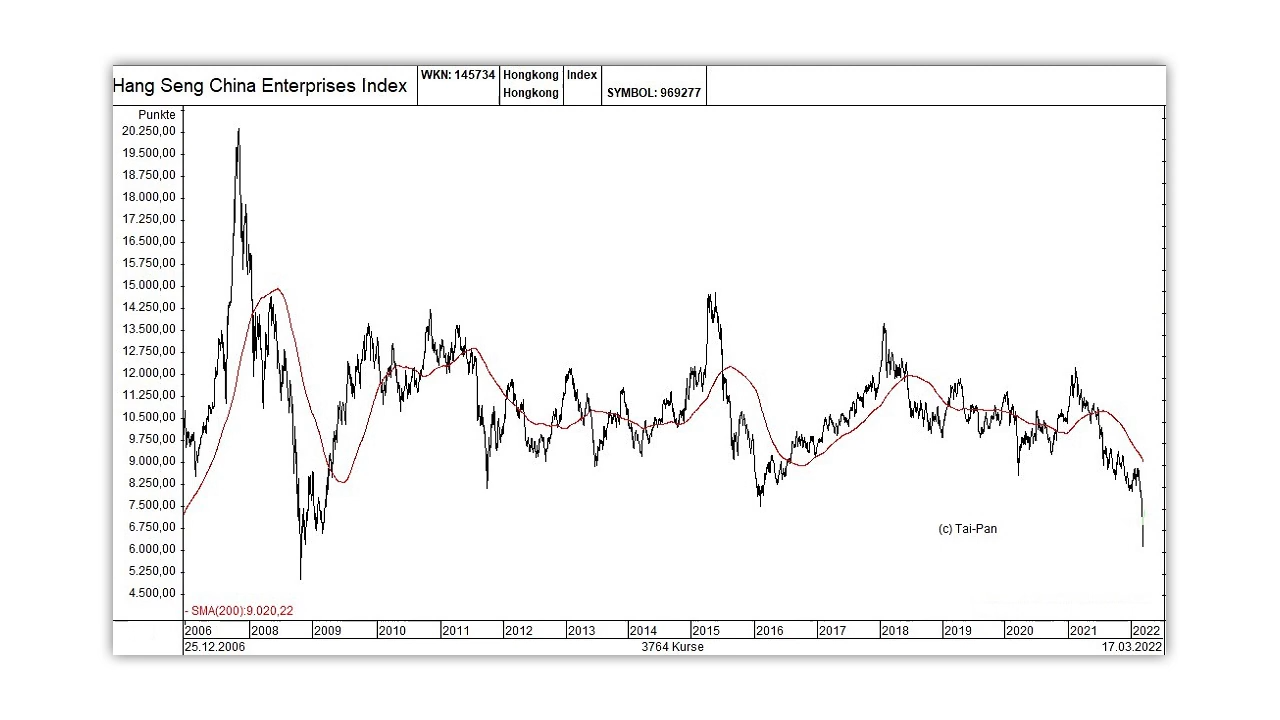 Hang Seng China Enterprises Index
WKN: 145734
Hongkong
Hongkong
Index
SYMBOL: 969277
Punkte
20.250,00
19.500,00
18.750,00
18.000,00
17.250,00
16.500,00
15.750,00
15.000,00
14.250,00
13.500,00
12.750,00
12.000,00
11.250,00
10.500,00
9.750,00
9.000,00
8.250,00
7.500,00
6.750,00
6.000,00
5.250,00
4.500,00
(c) Tai-Pan
- SMA(200):9.020,22
2006 2008 2009 2010 2011 2012 2013 2014 2015 2016 2017 2018 2019 2020 2021 2022
25.12.2006 3764 Kurse 17.03.2022